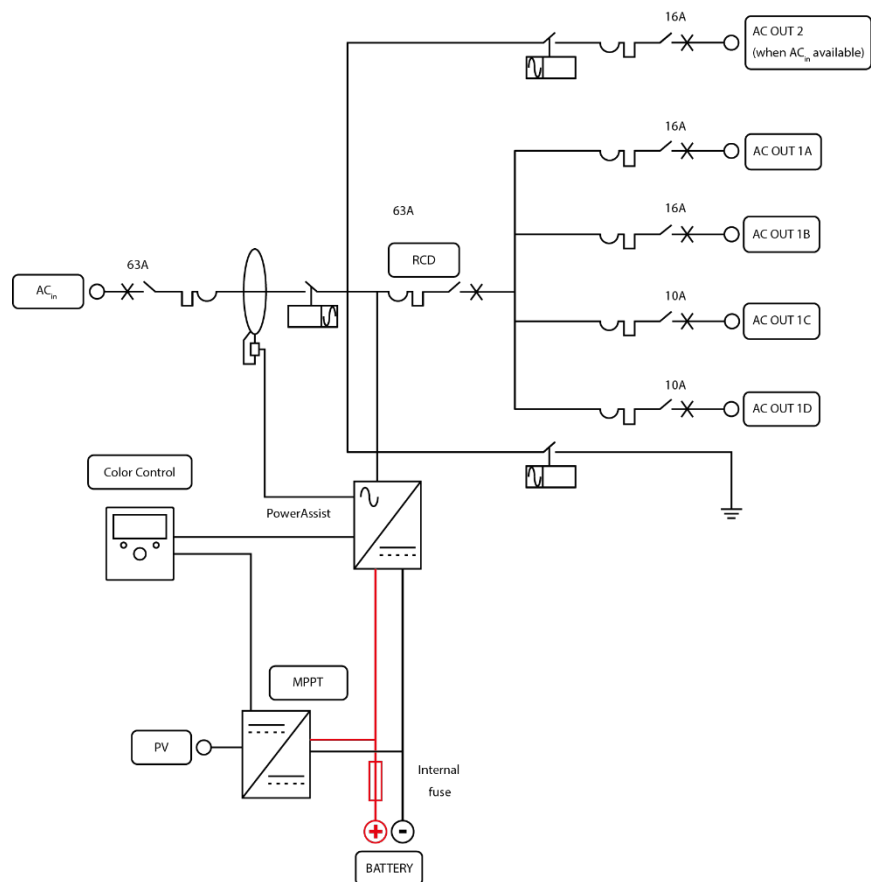 16A
AC OUT 2
(when ACin available)
16A
AC OUT 1A
63A
16A
AC OUT 1B
RCD
63A
ACin
10A
AC OUT 1C
10A
AC OUT 1D
Color Control
PowerAssist
MPPT
PV
Internal
fuse
+ -
BATTERY